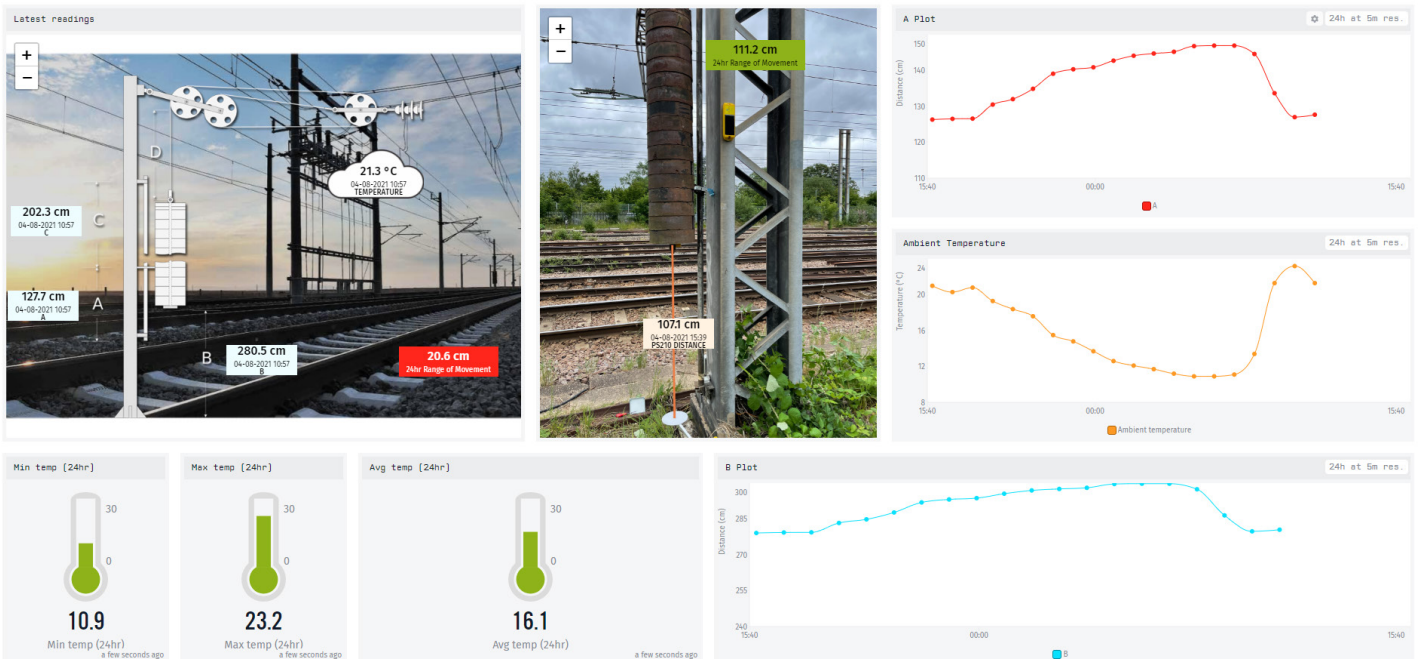 Latest readings
+
−
D
C
A
B
21.3 °C
04-08-2021 10:57
TEMPERATURE
202.3 cm
04-08-2021 10:57
C
127.7 cm
04-08-2021 10:57
A
280.5 cm
04-08-2021 10:57
B
20.6 cm
24hr Range of Movement
+
−
111.2 cm
24hr Range of Movement
107.1 cm
04-08-2021 15:39
PS210 DISTANCE
A Plot
24h at 5m res.
Distance (cm)
150
140
130
120
110
15:40
00:00
15:40
A
Ambient Temperature
24h at 5m res.
Temperature (°C)
24
20
16
12
8
15:40
00:00
15:40
Ambient temperature
Min temp (24hr)
30
0
10.9
Min temp (24hr)
a few seconds ago
Max temp (24hr)
30
0
23.2
Max temp (24hr)
a few seconds ago
Avg temp (24hr)
30
0
16.1
Avg temp (24hr)
a few seconds ago
B Plot
24h at 5m res.
Distance (cm)
300
285
270
255
240
15:40
00:00
15:40
B